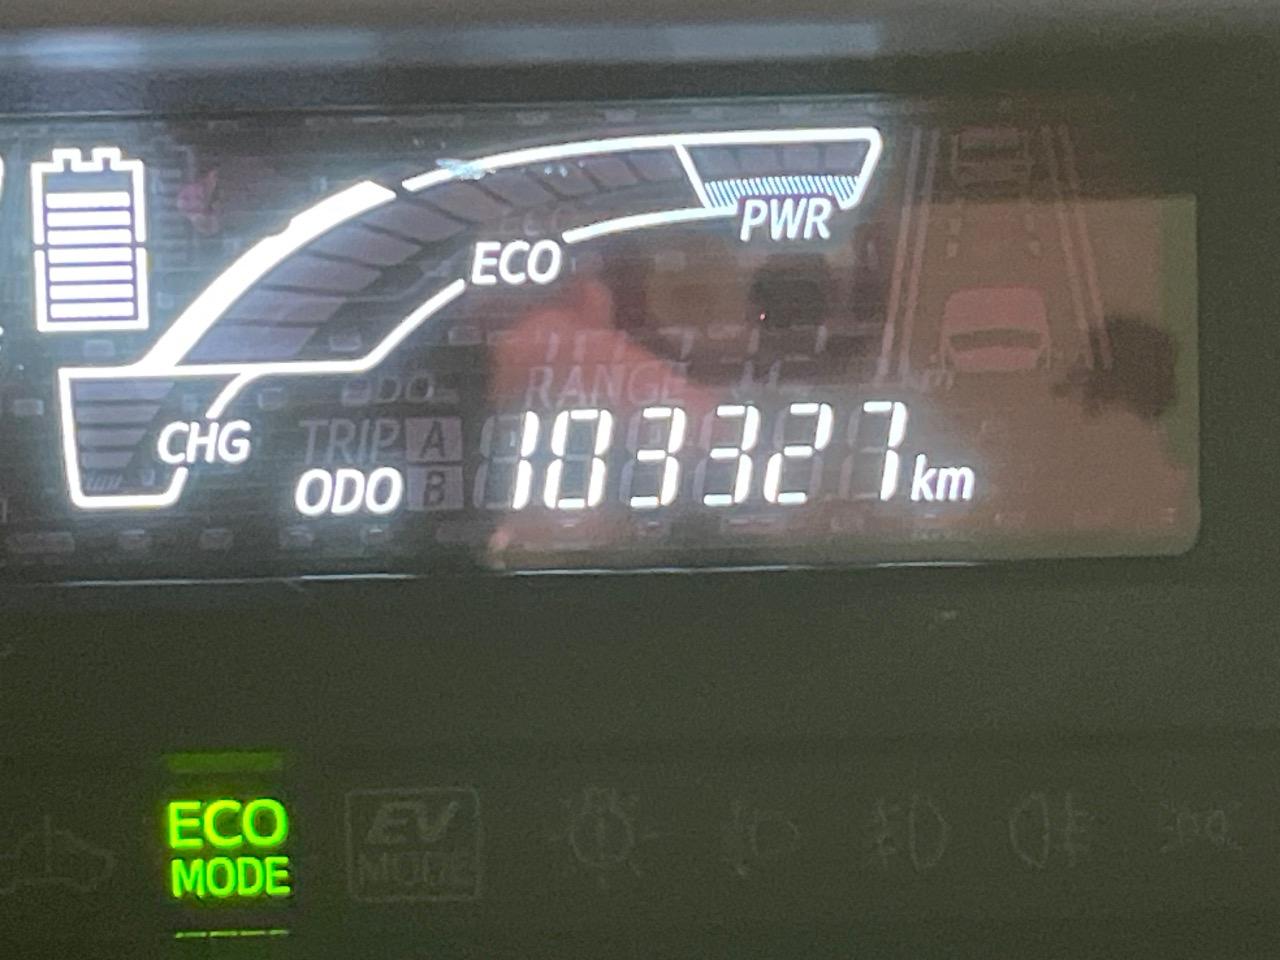 PWR
ECO
CHG
RANGE
TRIP A
ODO B 103327 km
ECO
MODE
EV
MODE